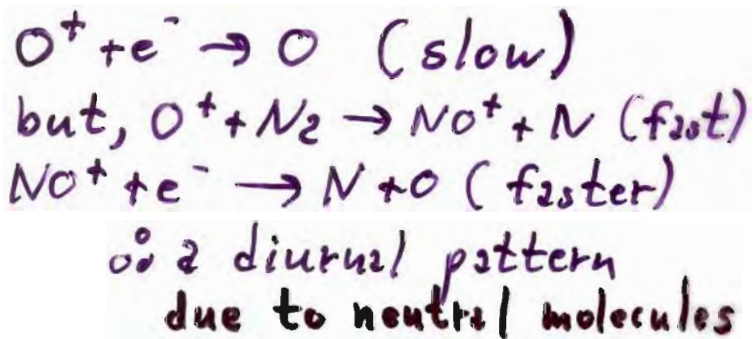 O⁺ + e⁻ → O (slow)
but, O⁺ + N₂ → NO⁺ + N (fast)
NO⁺ + e⁻ → N + O (faster)
∴ a diurnal pattern
due to neutral molecules